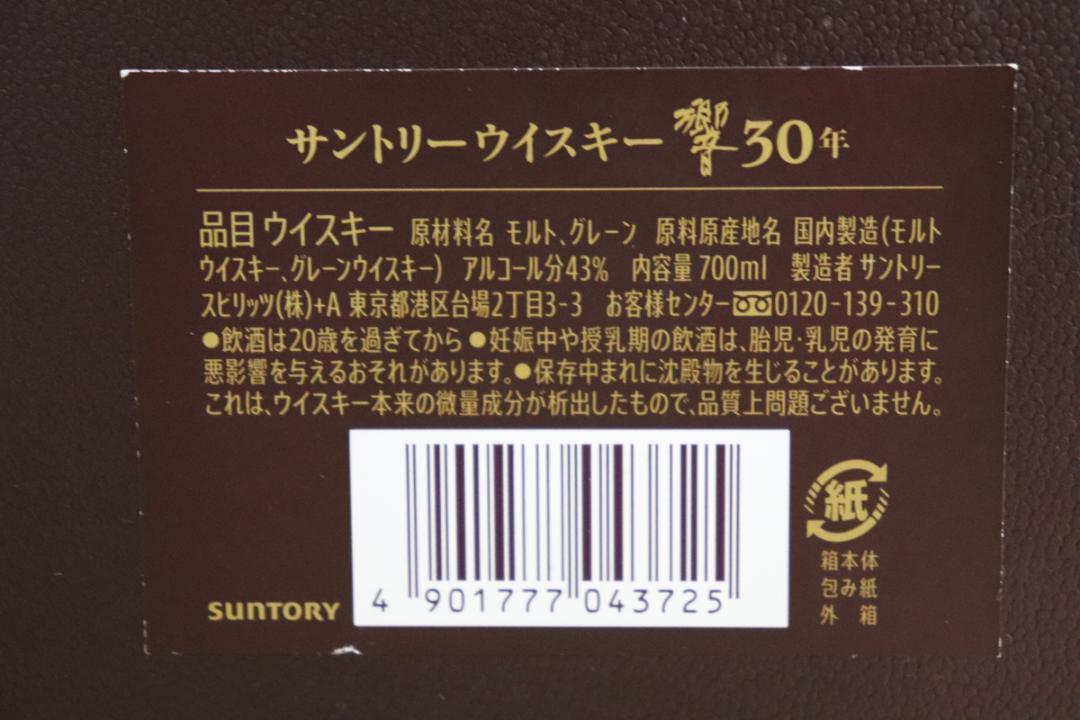 サントリーウイスキー 響 30年
品目 ウイスキー 原材料名 モルト、グレーン 原料原産地名 国内製造(モルト
ウイスキー、グレーンウイスキー) アルコール分43% 内容量 700ml 製造者 サントリー
スピリッツ(株)+A 東京都港区台場2丁目3-3 お客様センター 0120-139-310
●飲酒は20歳を過ぎてから ●妊娠中や授乳期の飲酒は、胎児・乳児の発育に
悪影響を与えるおそれがあります。●保存中まれに沈殿物を生じることがあります。
これは、ウイスキー本来の微量成分が析出したもので、品質上問題ございません。
紙
箱本体
包み紙
外 箱
SUNTORY
4 901777 043725